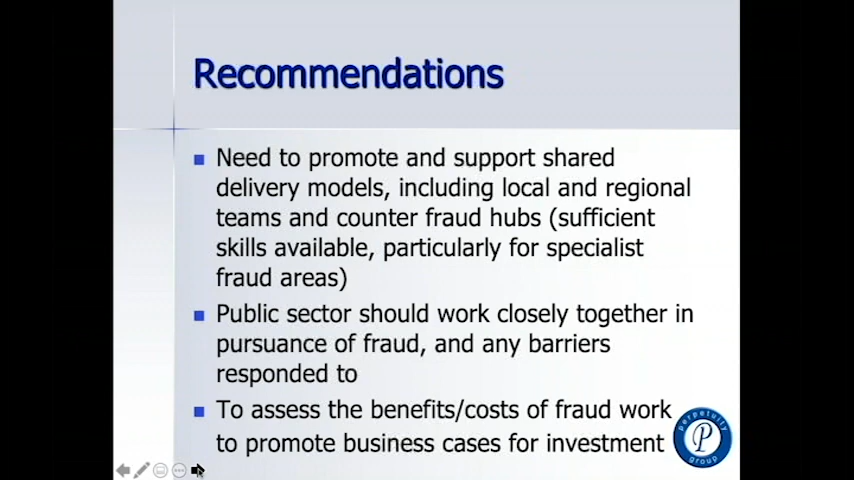 Recommendations
Need to promote and support shared
delivery models, including local and regional
teams and counter fraud hubs (sufficient
skills available, particularly for specialist
fraud areas)
Public sector should work closely together in
pursuance of fraud, and any barriers
responded to
To assess the benefits/costs of fraud work
to promote business cases for investment
perpetuity
P
group